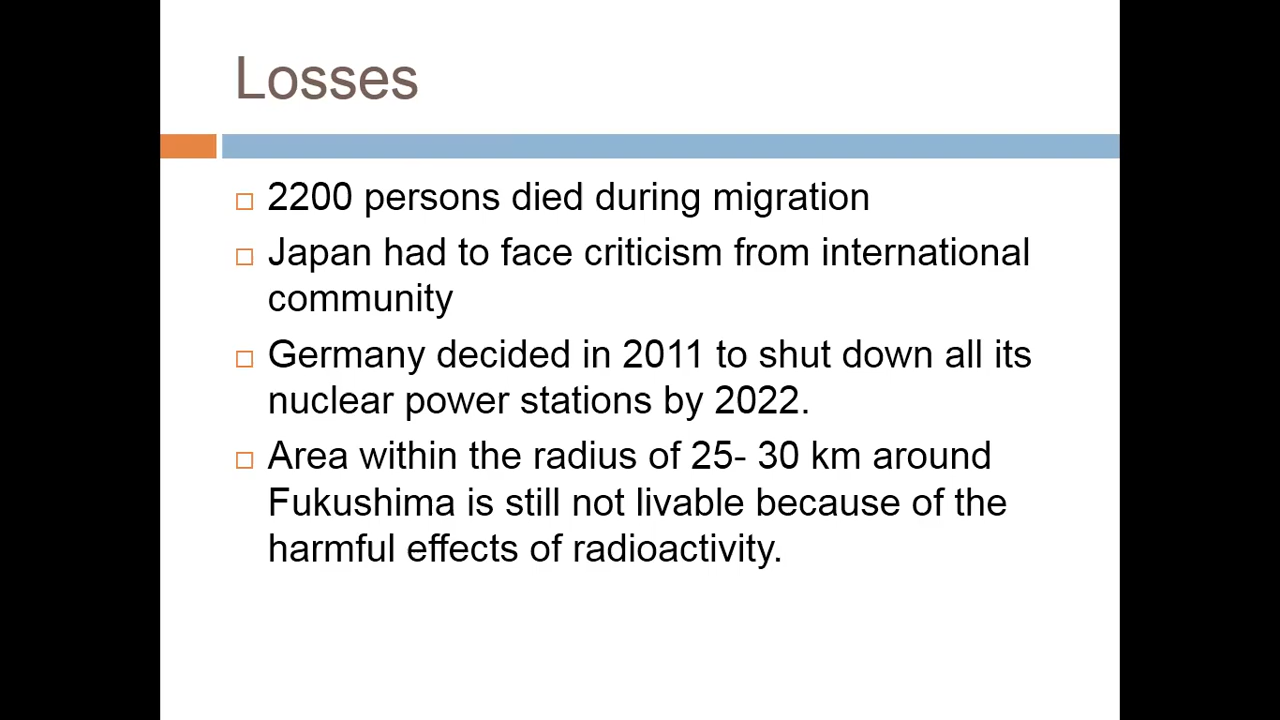 Losses
2200 persons died during migration
Japan had to face criticism from international
community
Germany decided in 2011 to shut down all its
nuclear power stations by 2022.
Area within the radius of 25- 30 km around
Fukushima is still not livable because of the
harmful effects of radioactivity.